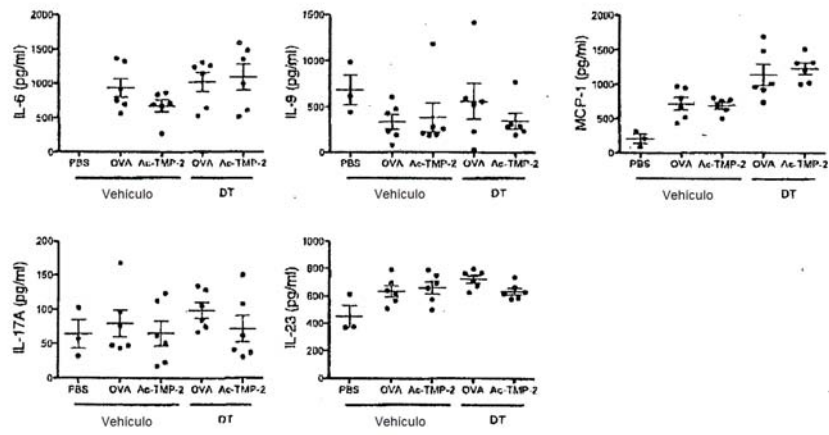 IL-6 (pg/ml)
2000
1500
1000
500
0
PBS OVA Ac-TMP-2 OVA Ac-TMP-2
Vehículo DT
IL-9 (pg/ml)
1500
1000
500
0
PBS OVA Ac-TMP-2 OVA Ac-TMP-2
Vehículo DT
MCP-1 (pg/ml)
2000
1500
1000
500
0
PBS OVA Ac-TMP-2 OVA Ac-TMP-2
Vehículo DT
IL-17A (pg/ml)
200
150
100
50
0
PBS OVA Ac-TMP-2 OVA Ac-TMP-2
Vehículo DT
IL-23 (pg/ml)
1000
800
600
400
200
0
PBS OVA Ac-TMP-2 OVA Ac-TMP-2
Vehículo DT